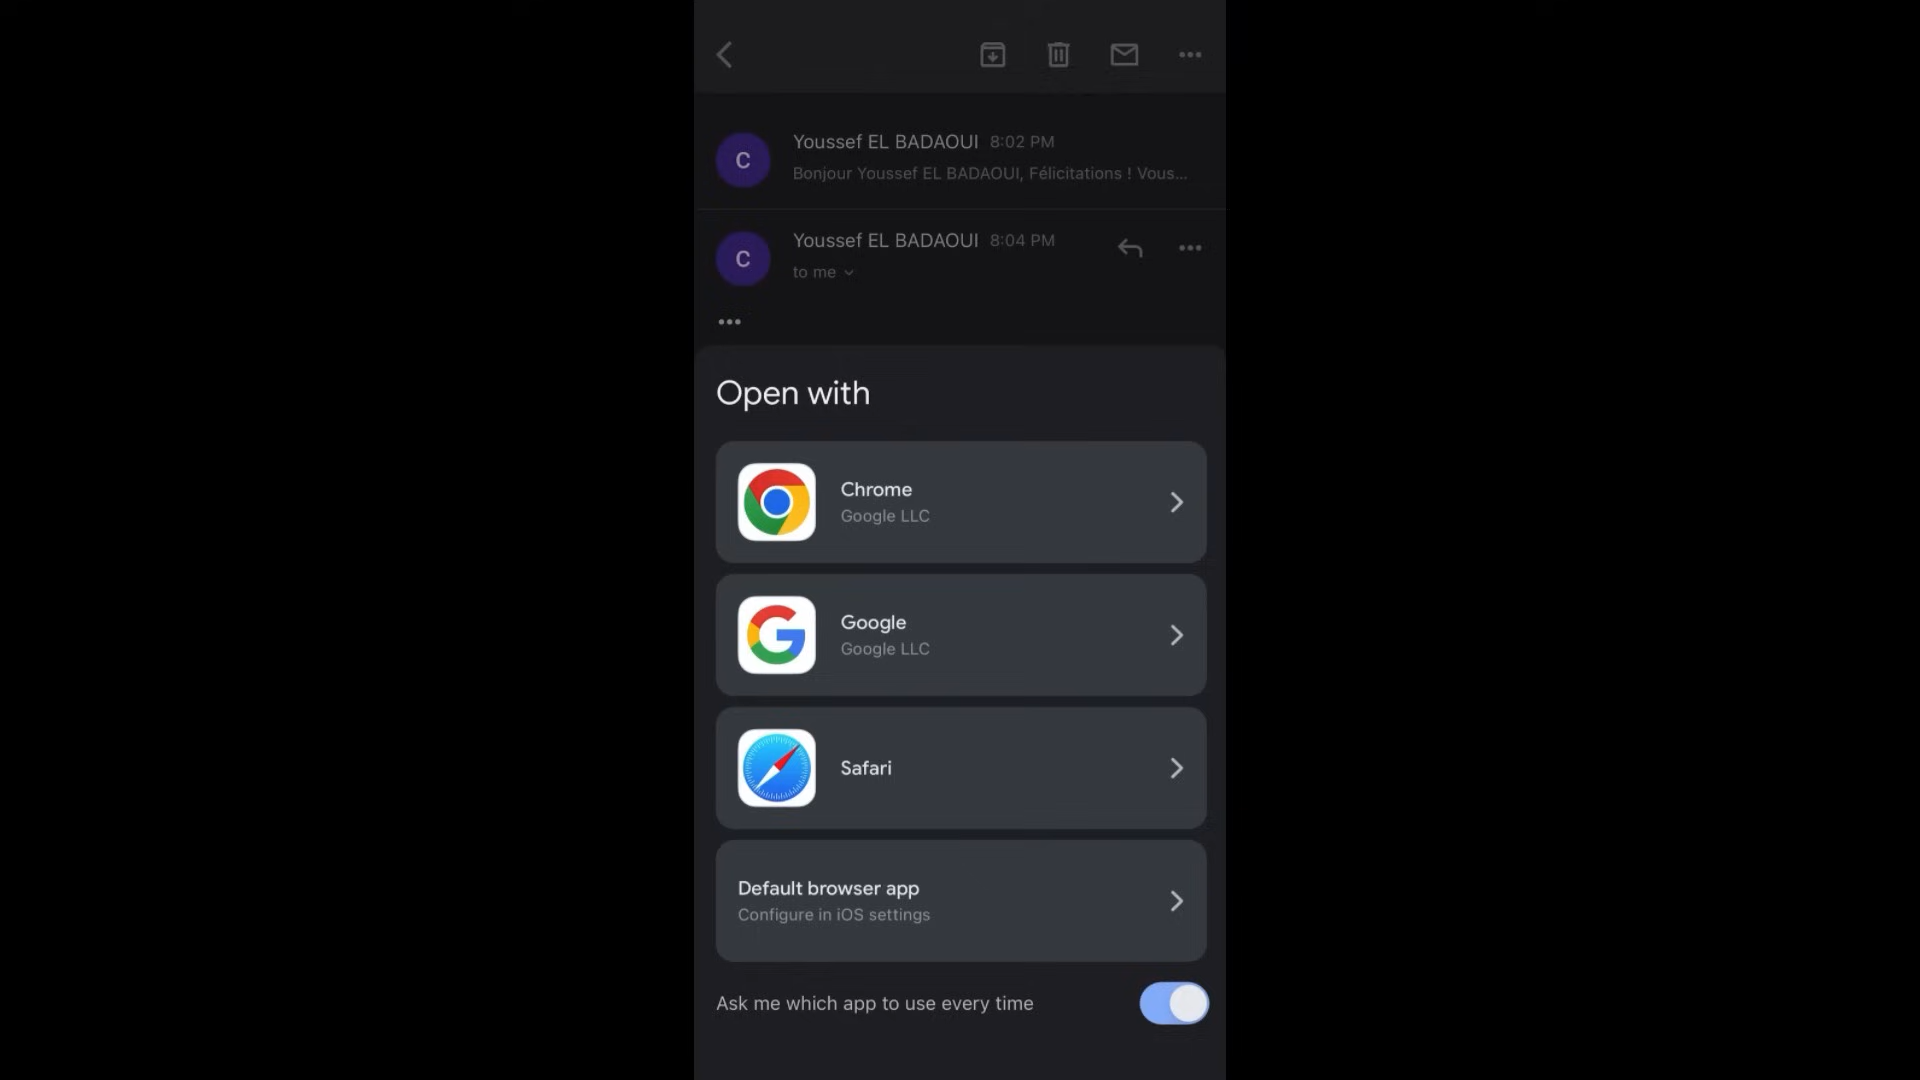 Youssef EL BADAOUI 8:02 PM
C
Bonjour Youssef EL BADAOUI, Félicitations ! Vous...
Youssef EL BADAOUI 8:04 PM
C
to me
Open with
Chrome
Google LLC
Google
Google LLC
Safari
Default browser app
Configure in iOS settings
Ask me which app to use every time